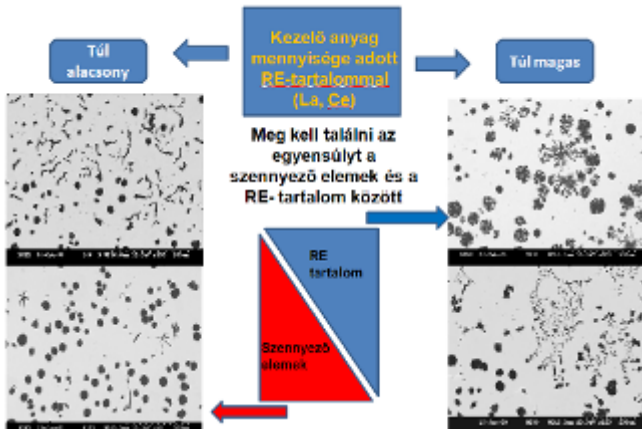 Túl
alacsony
Kezelő anyag
mennyisége adott
RE-tartalommal
(La, Ce)
Túl magas
Meg kell találni az
egyensúlyt a
szennyező elemek és a
RE- tartalom között
RE
tartalom
Szennyező
elemek